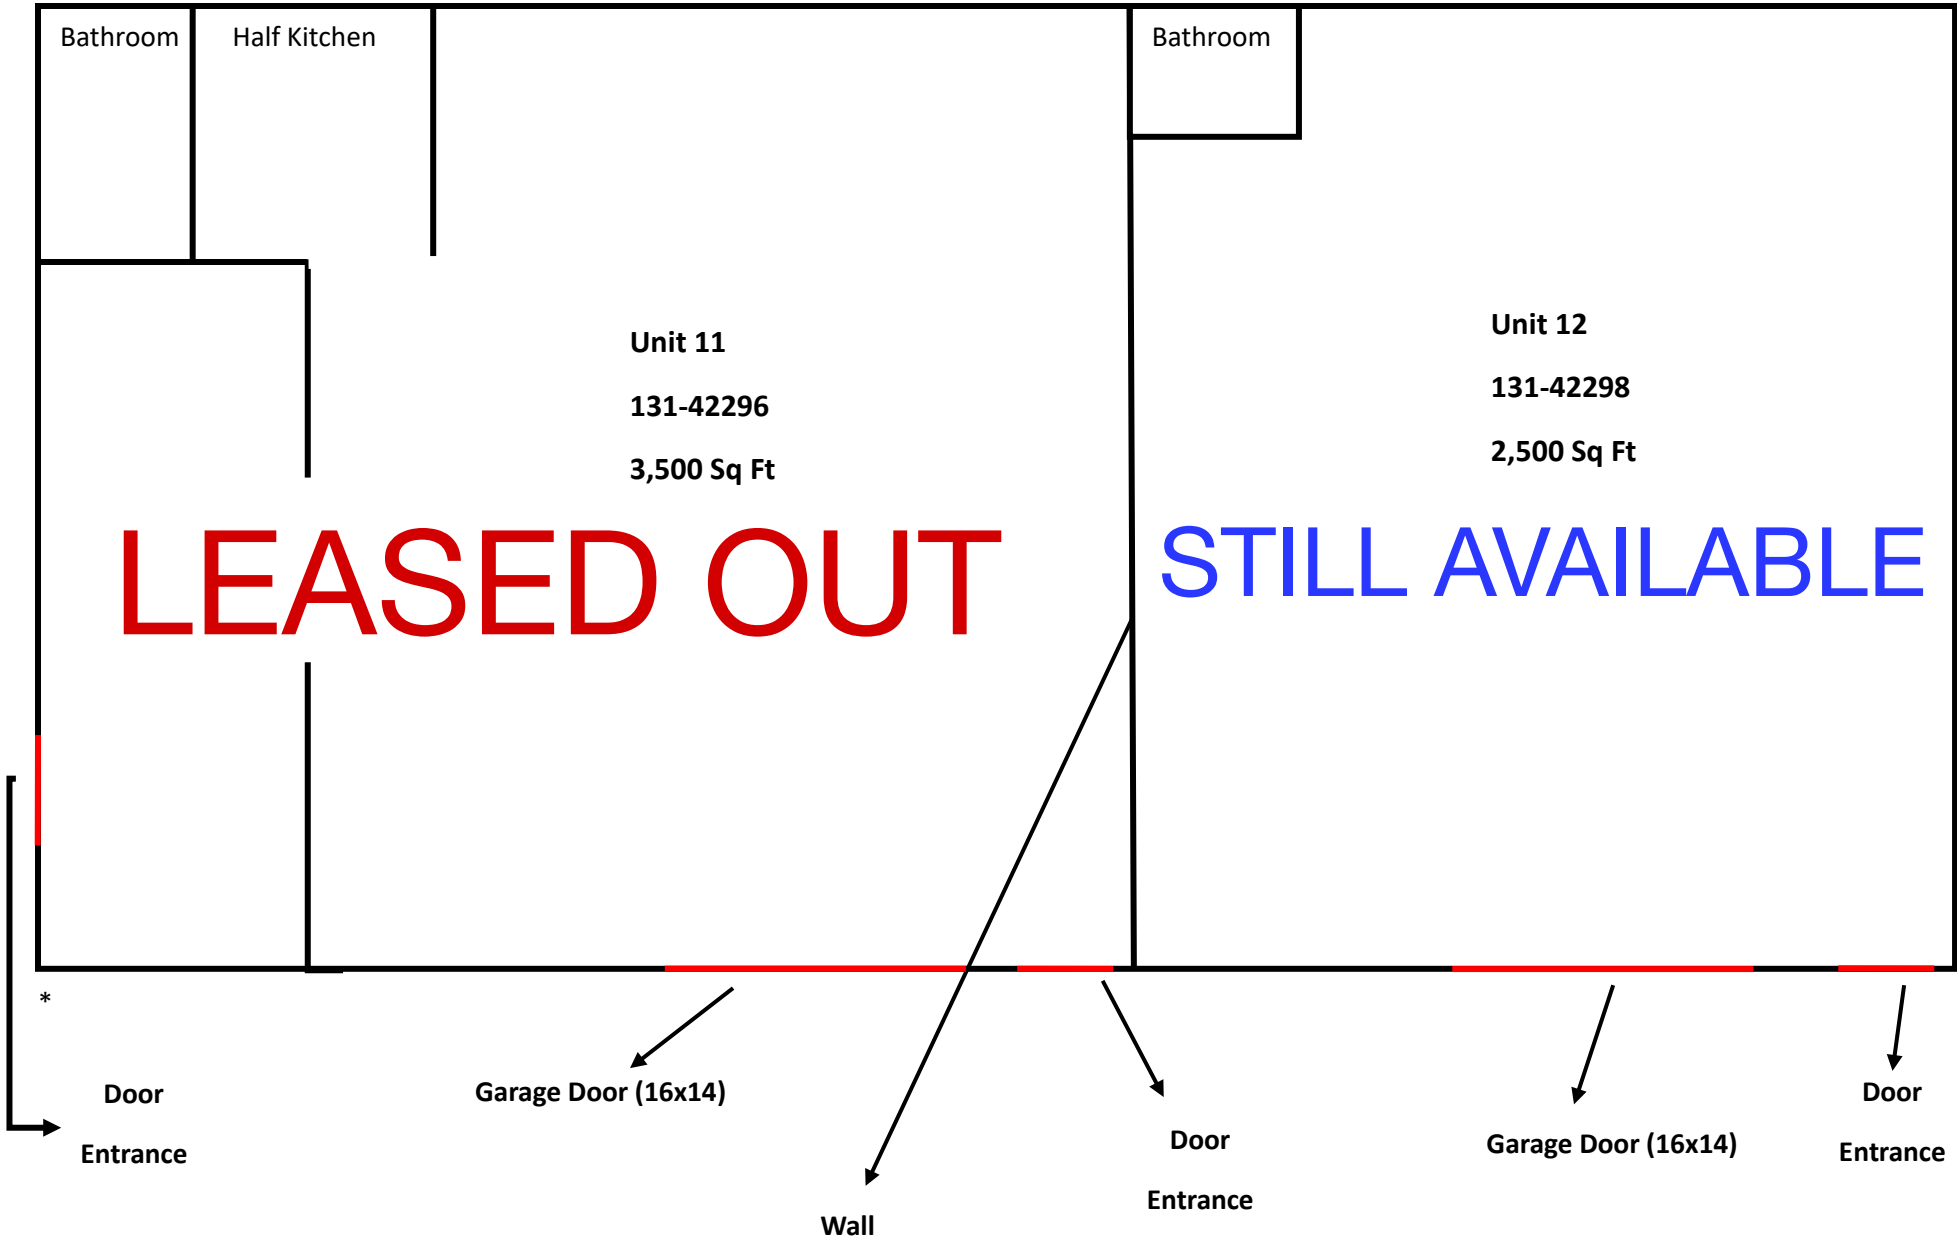 Bathroom
Half Kitchen
Bathroom
Unit 11
131-42296
3,500 Sq Ft
Unit 12
131-42298
2,500 Sq Ft
LEASED OUT
STILL AVAILABLE
*
Door
Entrance
Garage Door (16x14)
Wall
Door
Entrance
Garage Door (16x14)
Door
Entrance